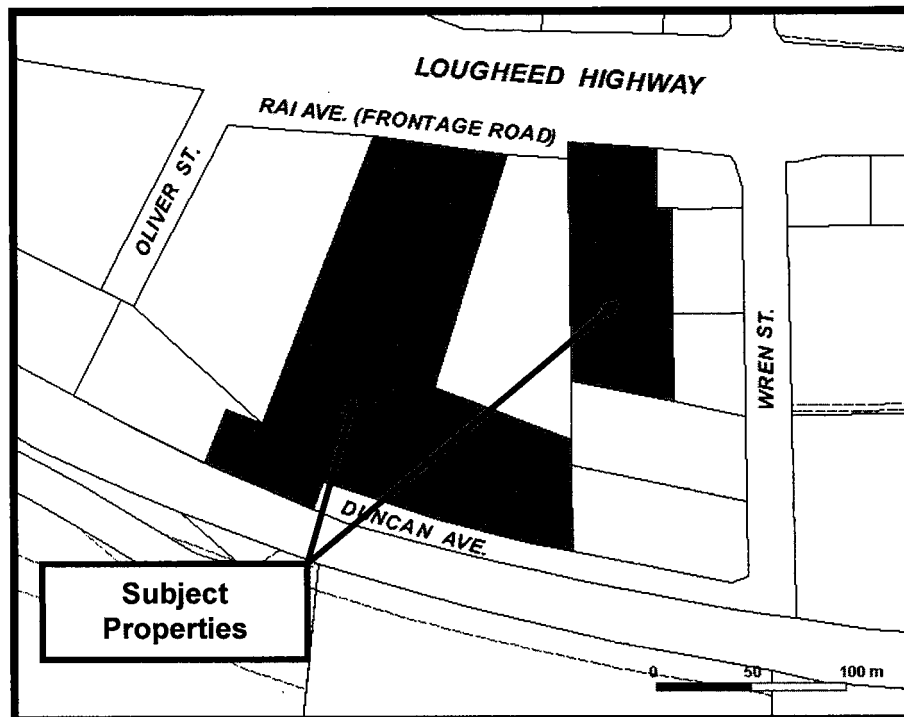 LOUGHEED HIGHWAY
RAI AVE. (FRONTAGE ROAD)
OLIVER ST.
WREN ST.
DUNCAN AVE.
Subject
Properties
0 50 100 m